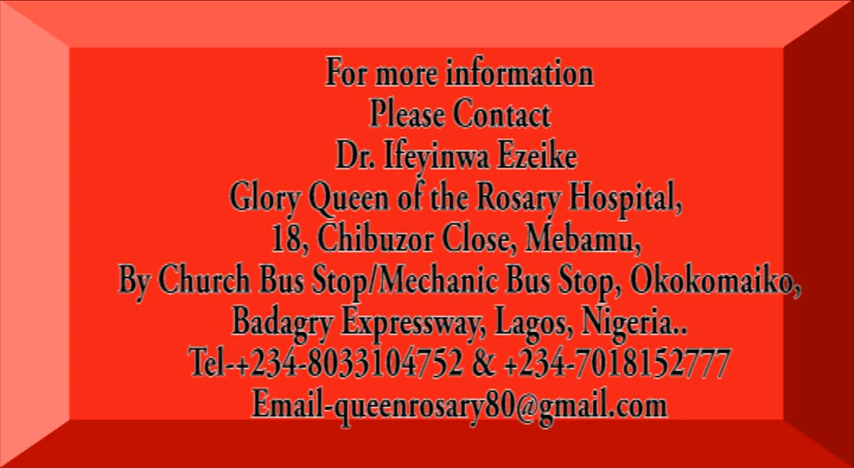 For more information
Please Contact
Dr. Ifeyinwa Ezeike
Glory Queen of the Rosary Hospital,
18, Chibuzor Close, Mebamu,
By Church Bus Stop/Mechanic Bus Stop, Okokomaiko,
Badagry Expressway, Lagos, Nigeria..
Tel-+234-8033104752 & +234-7018152777
Email-queenrosary80@gmail.com